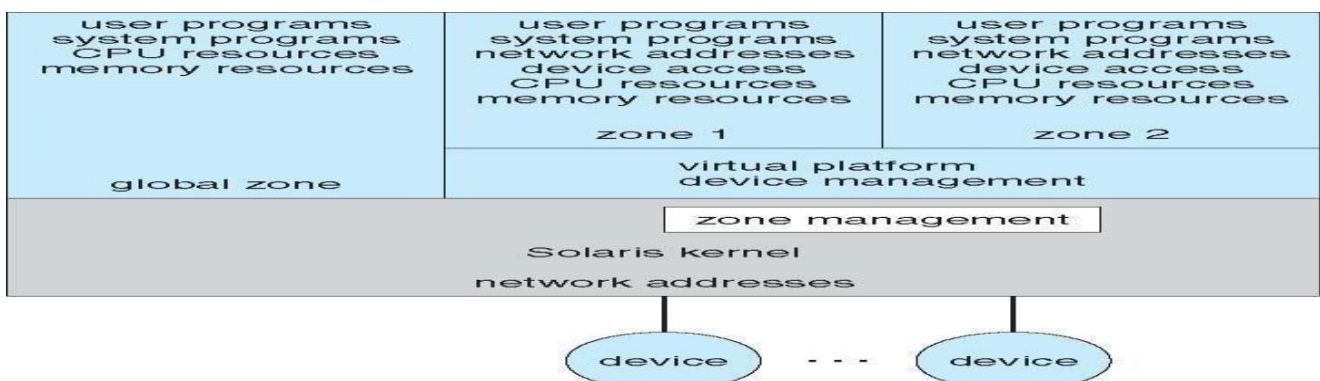 user programs
system programs
CPU resources
memory resources
global zone
user programs
system programs
network addresses
device access
CPU resources
memory resources
zone 1
user programs
system programs
network addresses
device access
CPU resources
memory resources
zone 2
virtual platform
device management
zone management
Solaris kernel
network addresses
device
. . .
device